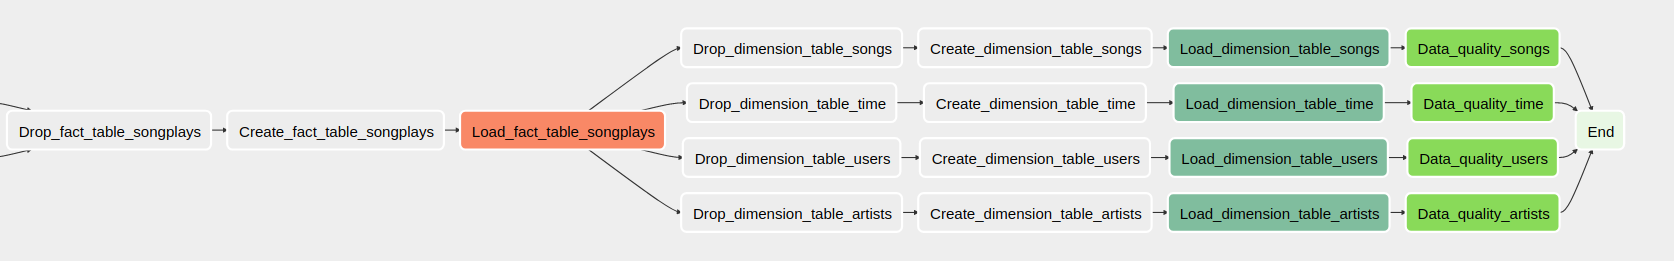 Drop_fact_table_songplays
Create_fact_table_songplays
Load_fact_table_songplays
Drop_dimension_table_songs
Create_dimension_table_songs
Load_dimension_table_songs
Data_quality_songs
Drop_dimension_table_time
Create_dimension_table_time
Load_dimension_table_time
Data_quality_time
Drop_dimension_table_users
Create_dimension_table_users
Load_dimension_table_users
Data_quality_users
Drop_dimension_table_artists
Create_dimension_table_artists
Load_dimension_table_artists
Data_quality_artists
End